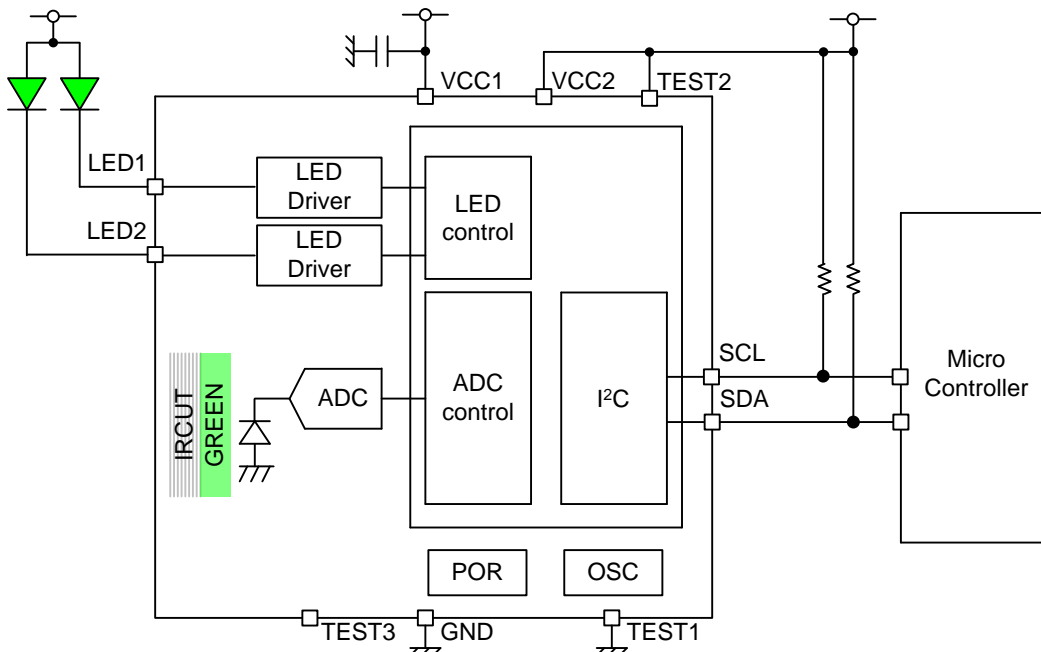 VCC1
VCC2
TEST2
LED1
LED
Driver
LED
control
LED2
LED
Driver
IRCUT
GREEN
ADC
ADC
control
I²C
SCL
SDA
Micro
Controller
POR
OSC
TEST3
GND
TEST1